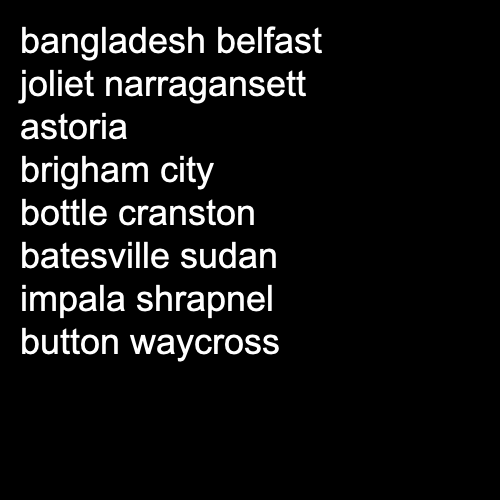 bangladesh belfast
joliet narragansett
astoria
brigham city
bottle cranston
batesville sudan
impala shrapnel
button waycross